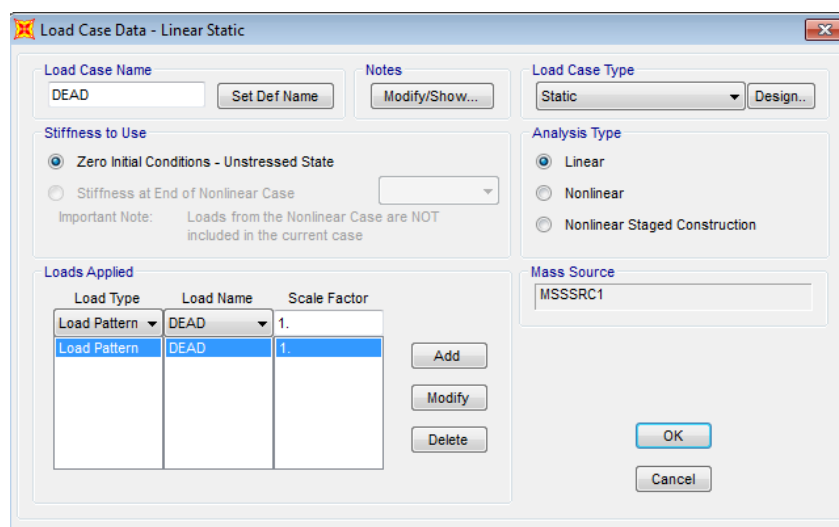 Load Case Data - Linear Static
Load Case Name
DEAD
Set Def Name
Notes
Modify/Show...
Load Case Type
Static
Design..
Stiffness to Use
Zero Initial Conditions - Unstressed State
Stiffness at End of Nonlinear Case
Important Note: Loads from the Nonlinear Case are NOT
included in the current case
Analysis Type
Linear
Nonlinear
Nonlinear Staged Construction
Loads Applied
Load Type Load Name Scale Factor
Load Pattern DEAD 1.
Load Pattern DEAD 1.
Add
Modify
Delete
Mass Source
MSSSRC1
OK
Cancel